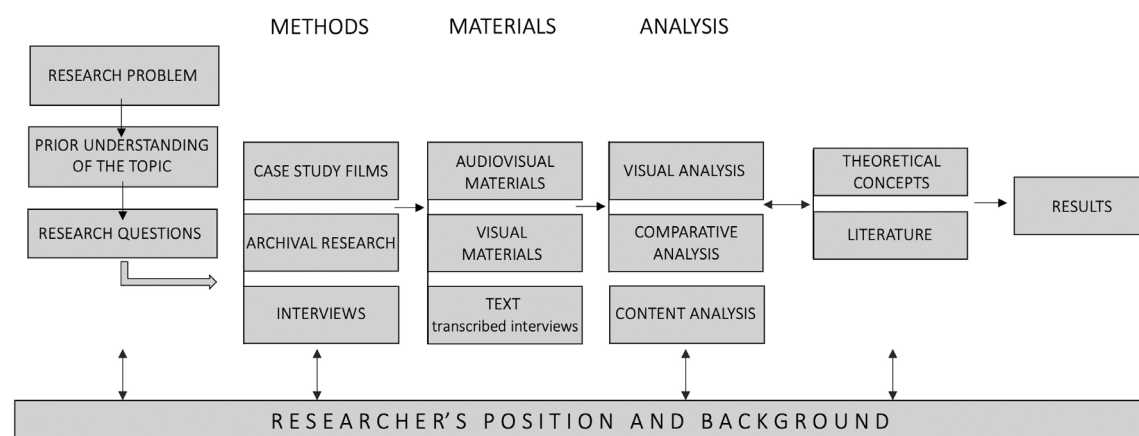 METHODS
MATERIALS
ANALYSIS
RESEARCH PROBLEM
PRIOR UNDERSTANDING
OF THE TOPIC
RESEARCH QUESTIONS
CASE STUDY FILMS
ARCHIVAL RESEARCH
INTERVIEWS
AUDIOVISUAL
MATERIALS
VISUAL
MATERIALS
TEXT
transcribed interviews
VISUAL ANALYSIS
COMPARATIVE
ANALYSIS
CONTENT ANALYSIS
THEORETICAL
CONCEPTS
LITERATURE
RESULTS
RESEARCHER'S POSITION AND BACKGROUND